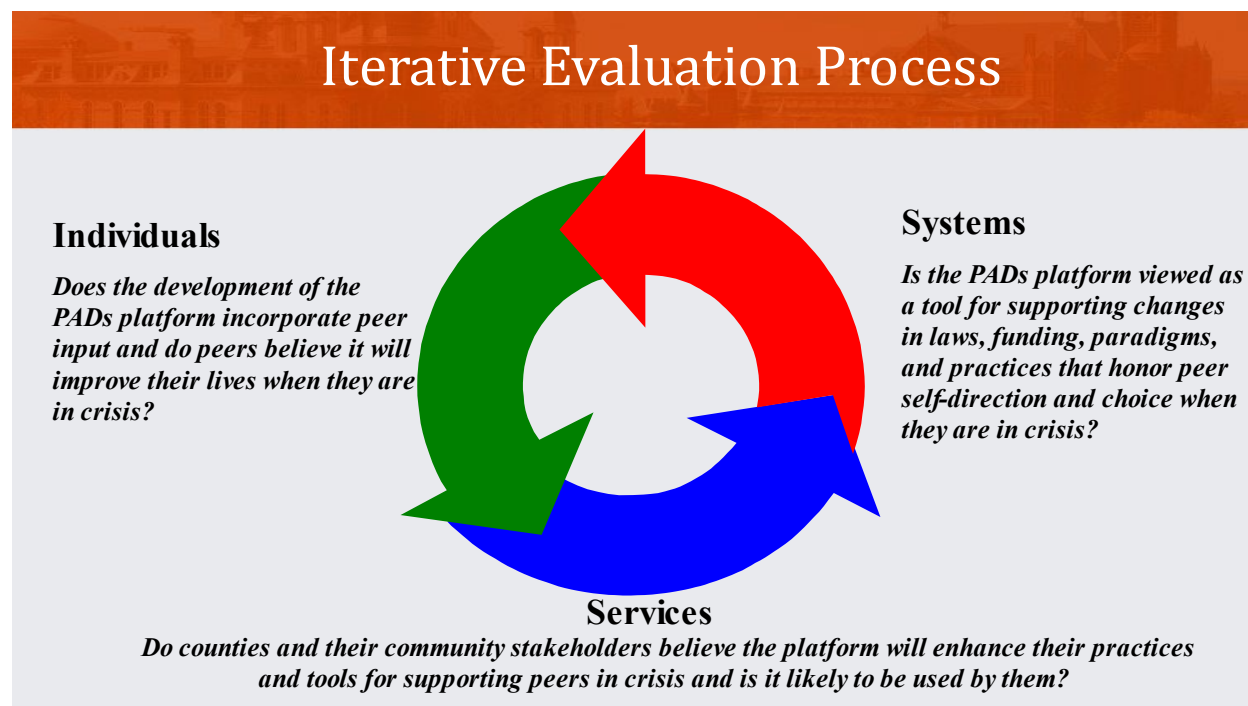 Iterative Evaluation Process
Individuals
Does the development of the
PADs platform incorporate peer
input and do peers believe it will
improve their lives when they are
in crisis?
Systems
Is the PADs platform viewed as
a tool for supporting changes
in laws, funding, paradigms,
and practices that honor peer
self-direction and choice when
they are in crisis?
Services
Do counties and their community stakeholders believe the platform will enhance their practices
and tools for supporting peers in crisis and is it likely to be used by them?